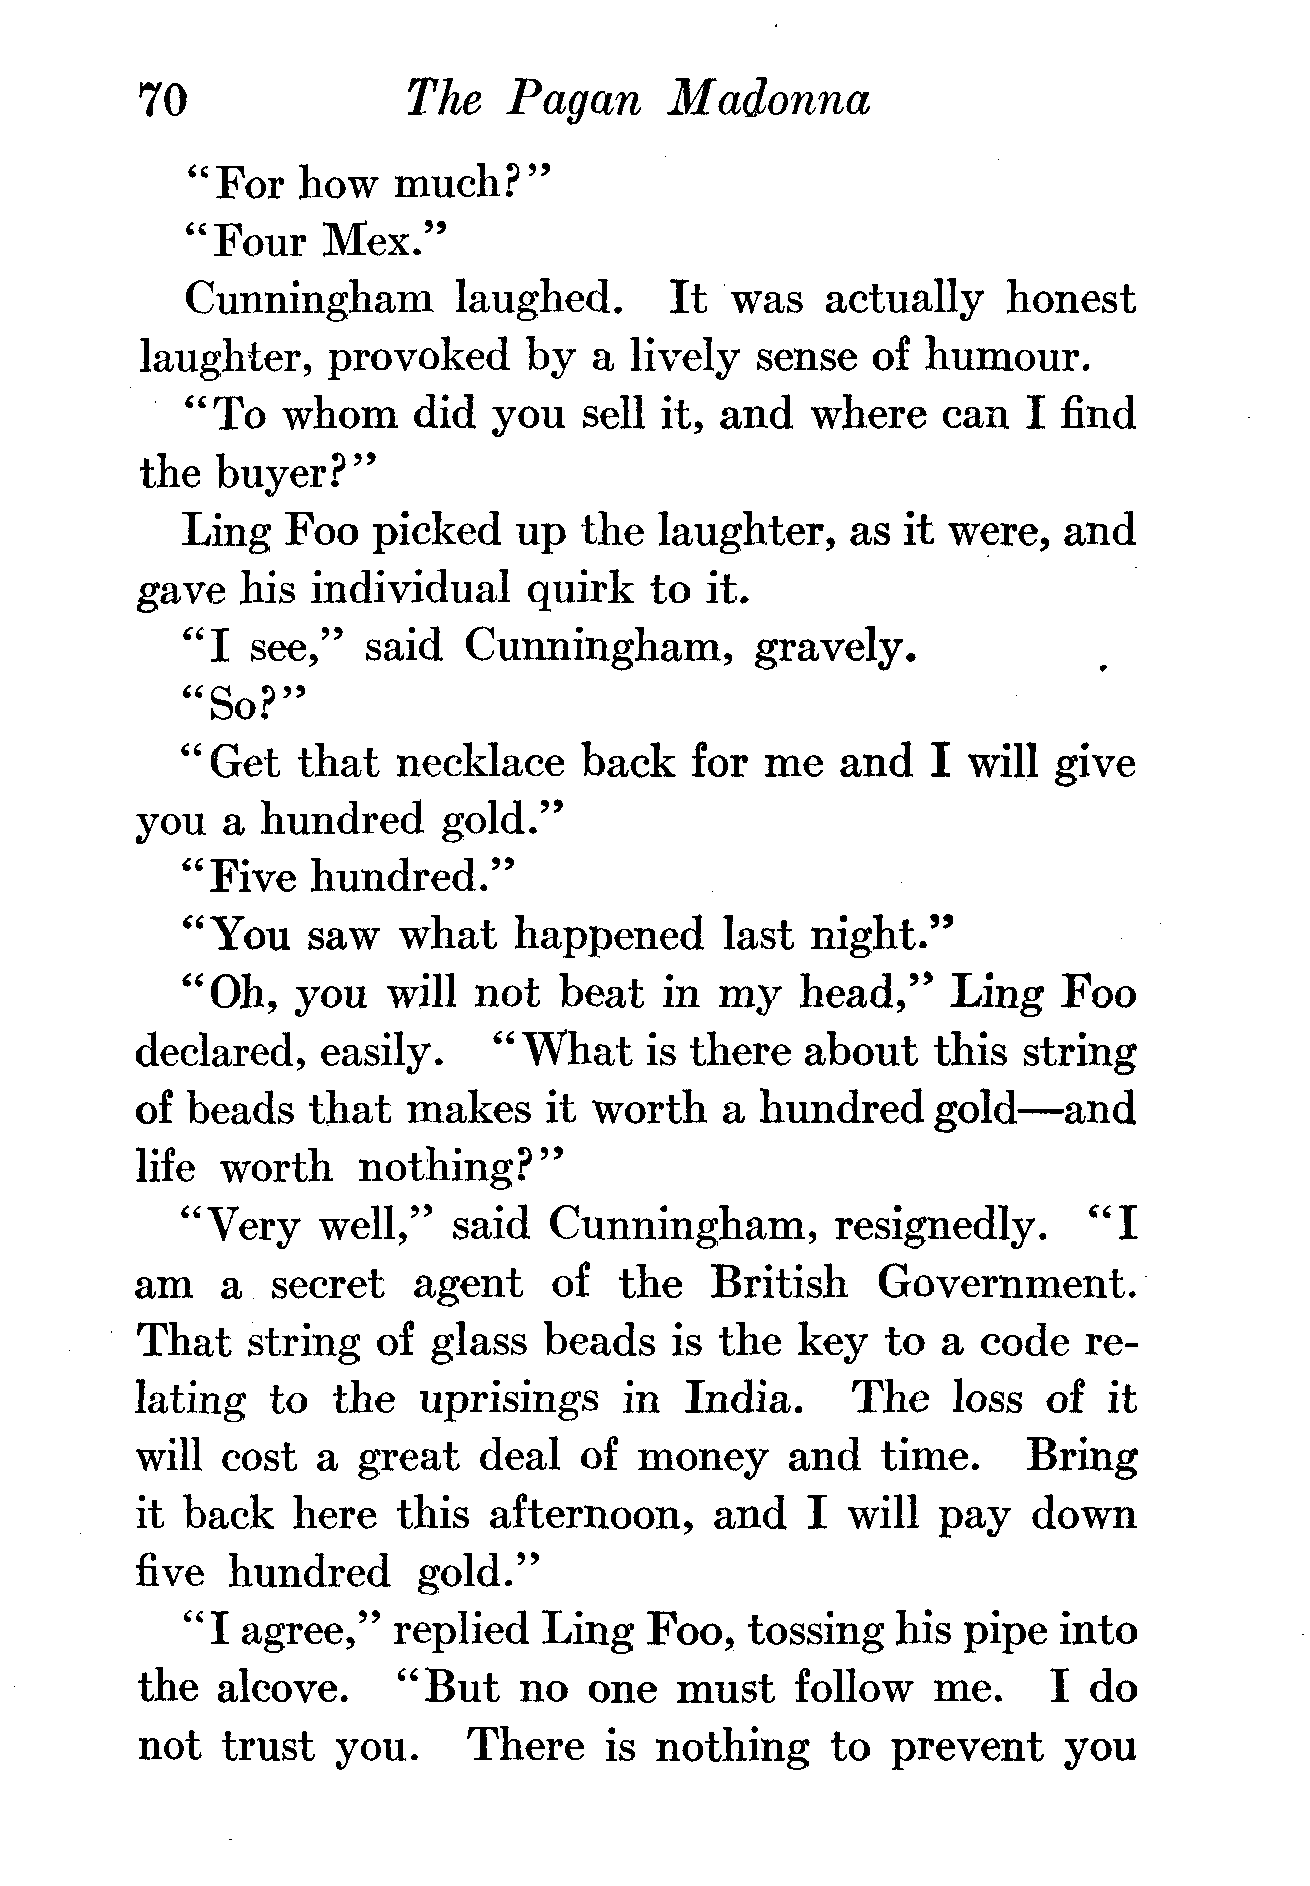 70 The Pagan Madonna
"For how much?"
"Four Mex."
Cunningham laughed. It was actually honest
laughter, provoked by a lively sense of humour.
"To whom did you sell it, and where can I find
the buyer?"
Ling Foo picked up the laughter, as it were, and
gave his individual quirk to it.
"I see," said Cunningham, gravely.
"So?"
"Get that necklace back for me and I will give
you a hundred gold."
"Five hundred."
"You saw what happened last night."
"Oh, you will not beat in my head," Ling Foo
declared, easily. "What is there about this string
of beads that makes it worth a hundred gold—and
life worth nothing?"
"Very well," said Cunningham, resignedly. "I
am a secret agent of the British Government.
That string of glass beads is the key to a code re-
lating to the uprisings in India. The loss of it
will cost a great deal of money and time. Bring
it back here this afternoon, and I will pay down
five hundred gold."
"I agree," replied Ling Foo, tossing his pipe into
the alcove. "But no one must follow me. I do
not trust you. There is nothing to prevent you